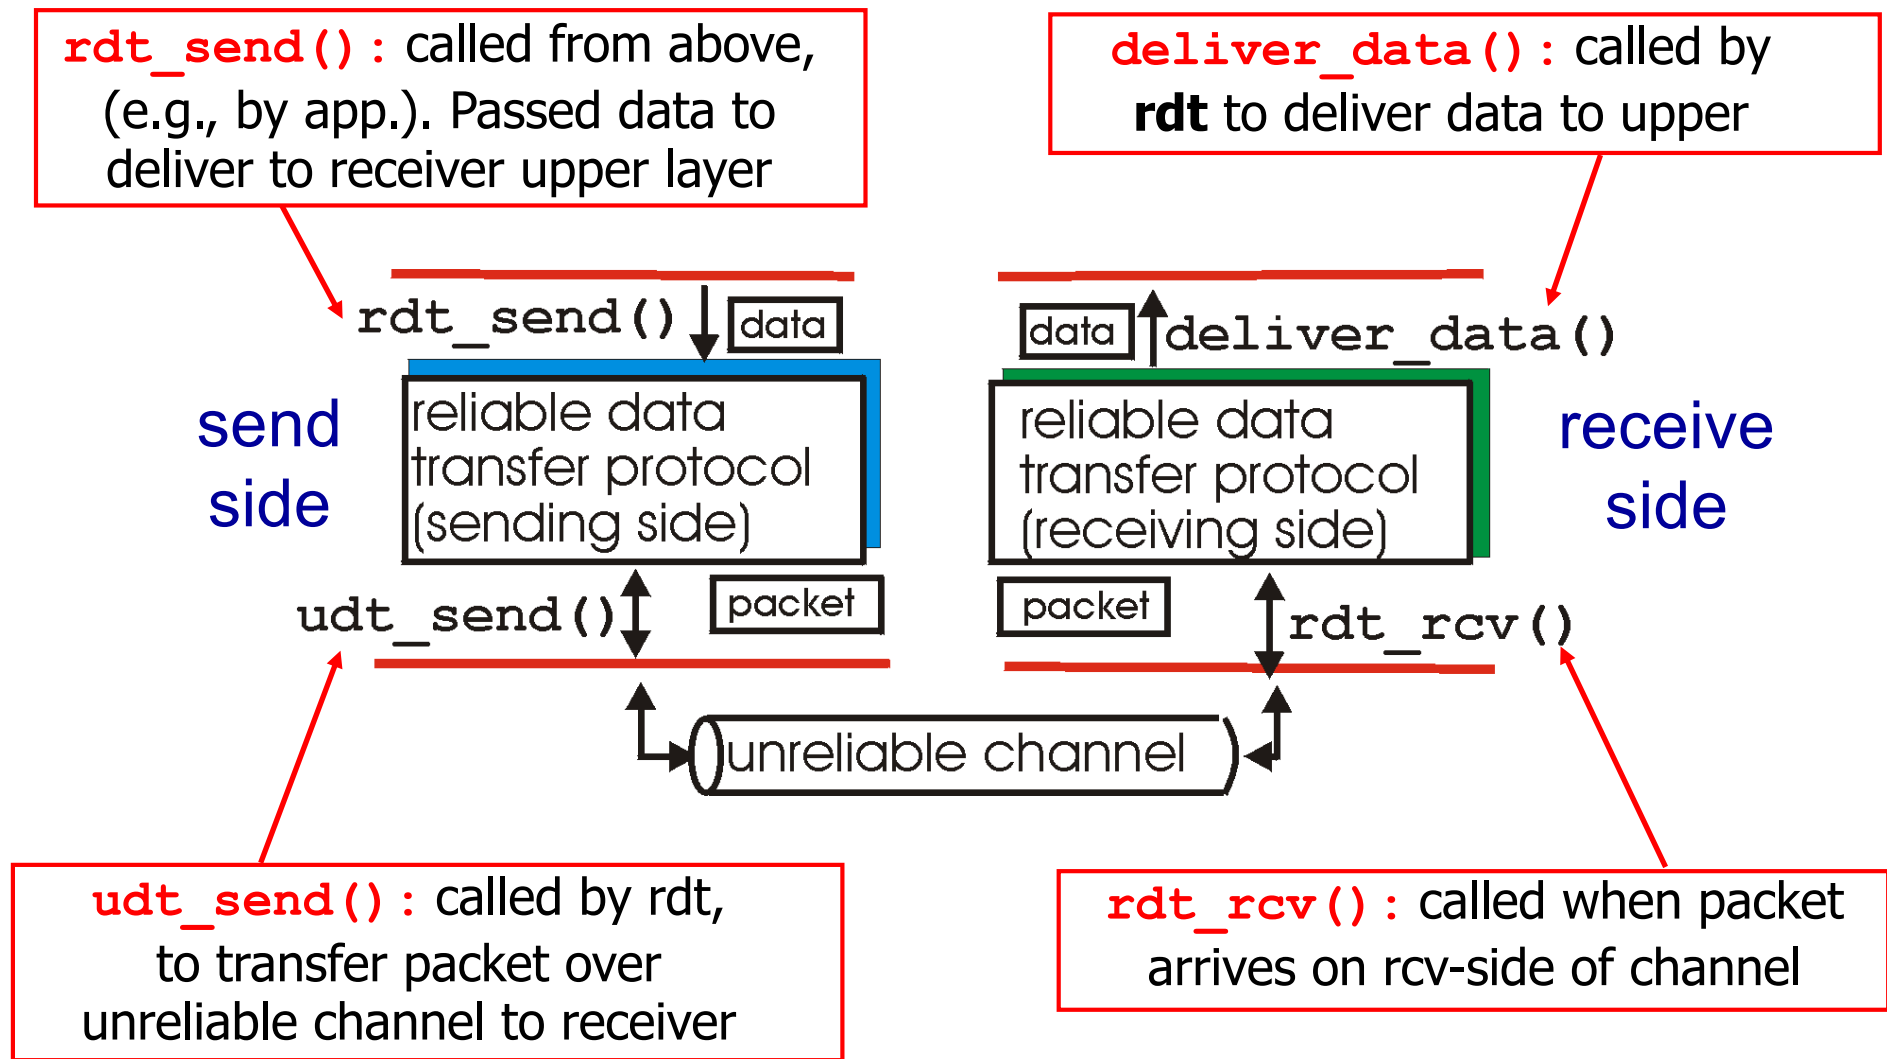 rdt_send(): called from above,
(e.g., by app.). Passed data to
deliver to receiver upper layer
deliver_data(): called by
rdt to deliver data to upper
rdt_send()
data
data
deliver_data()
send
side
reliable data
transfer protocol
(sending side)
reliable data
transfer protocol
(receiving side)
receive
side
udt_send()
packet
packet
rdt_rcv()
unreliable channel
udt_send(): called by rdt,
to transfer packet over
unreliable channel to receiver
rdt_rcv(): called when packet
arrives on rcv-side of channel